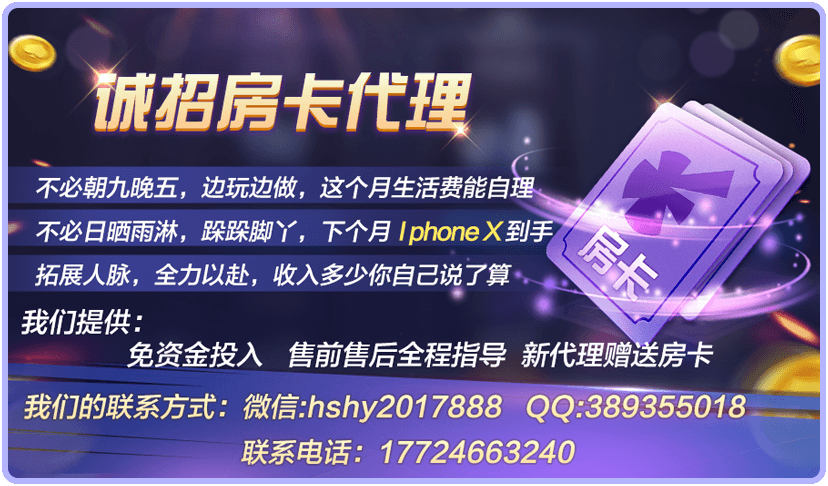 诚招房卡代理
不必朝九晚五，边玩边做，这个月生活费能自理
不必日晒雨淋，跺跺脚丫，下个月 Iphone X 到手
拓展人脉，全力以赴，收入多少你自己说了算
房卡
我们提供：
免资金投入 售前售后全程指导 新代理赠送房卡
我们的联系方式：微信:hshy2017888 QQ:389355018
联系电话：17724663240